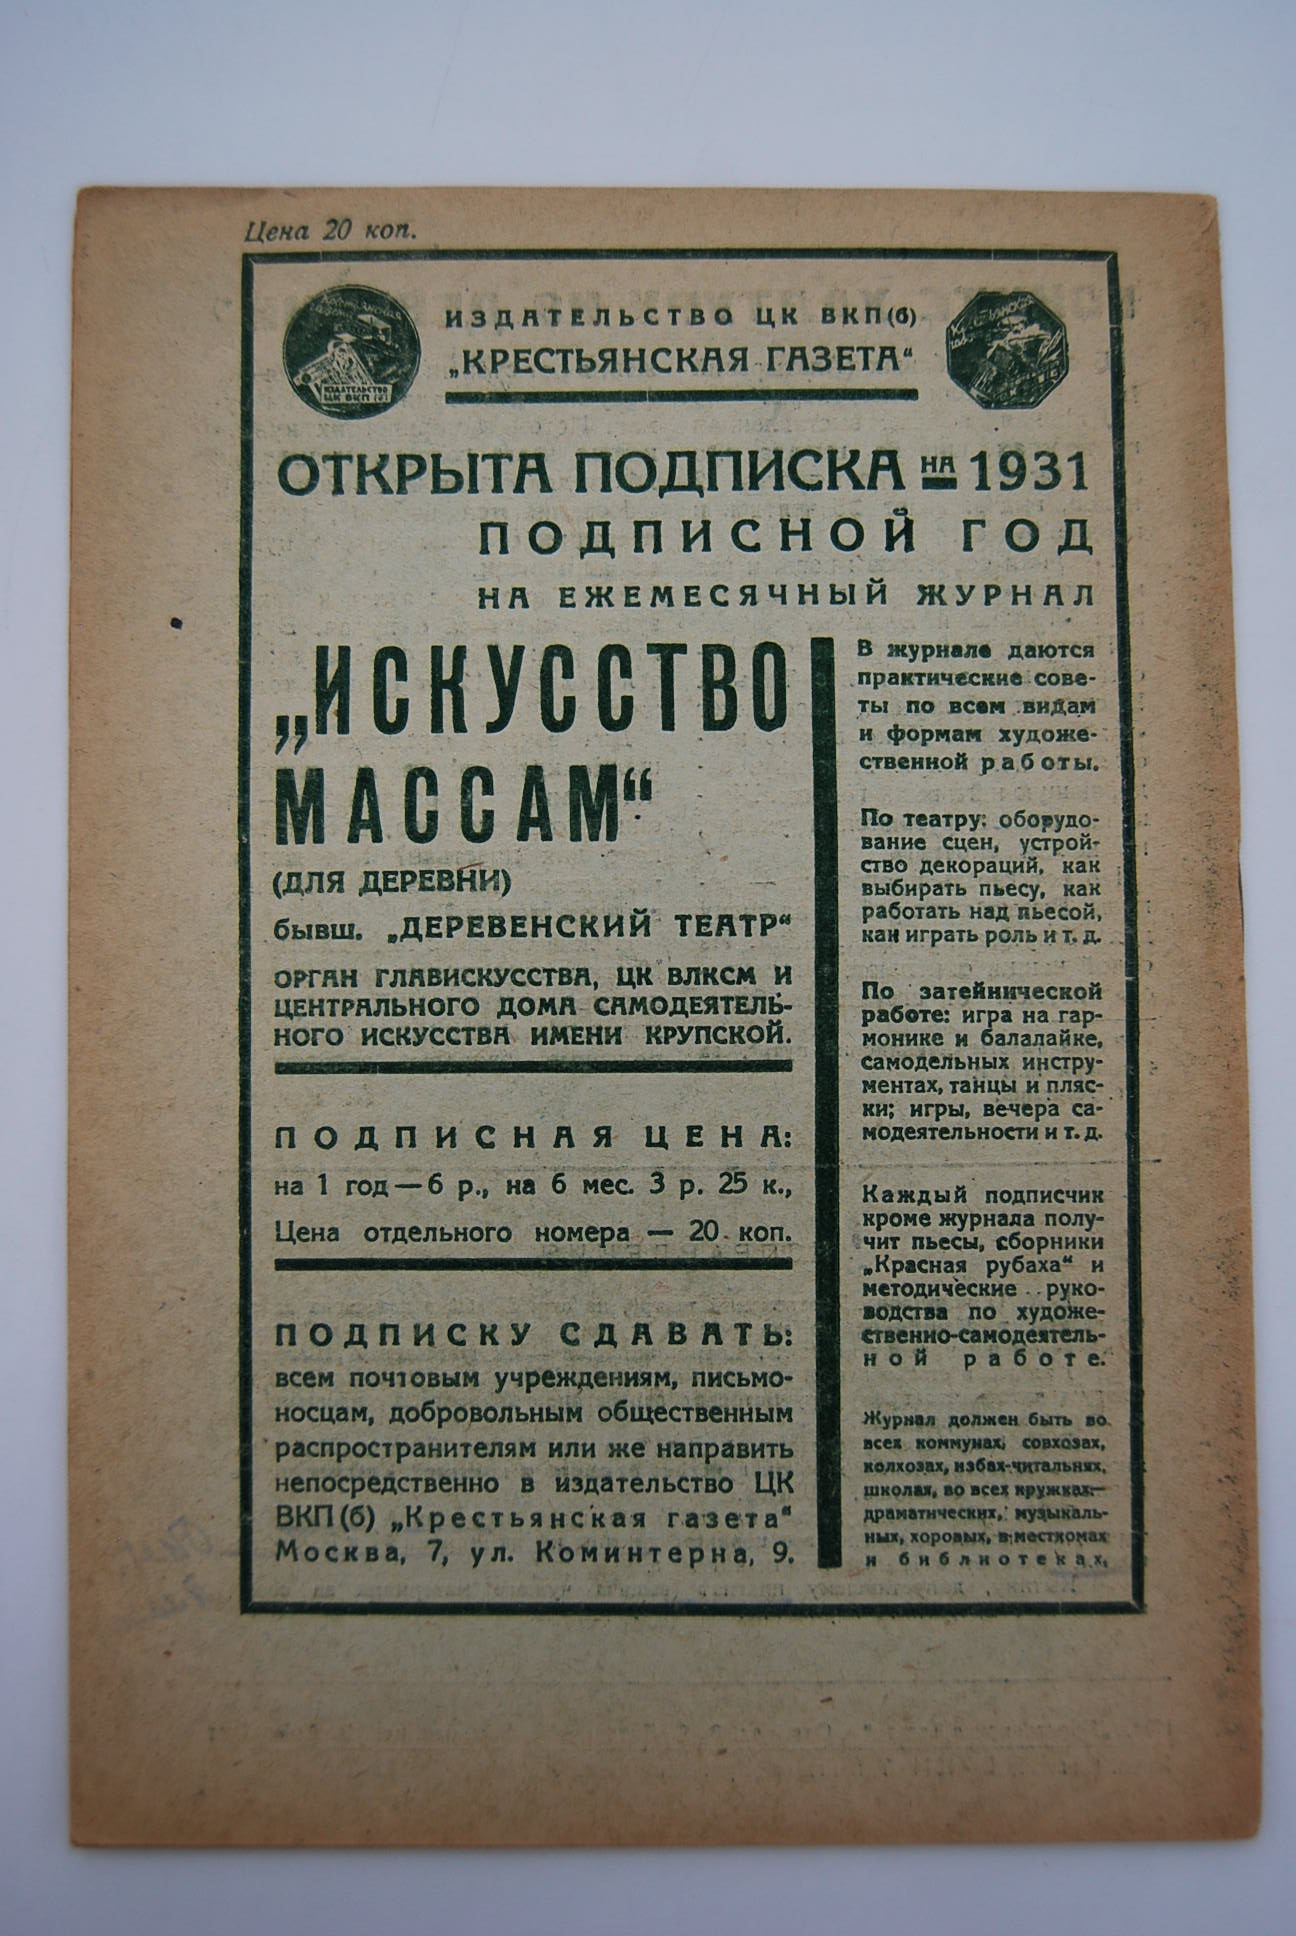 Цена 20 коп.
ИЗДАТЕЛЬСТВО ЦК ВКП(б)
„КРЕСТЬЯНСКАЯ ГАЗЕТА“
ИЗДАТЕЛЬСТВО
ЦК ВКП(б)
ОТКРЫТА ПОДПИСКА НА 1931
ПОДПИСНОЙ ГОД
НА ЕЖЕМЕСЯЧНЫЙ ЖУРНАЛ
„ИСКУССТВО
МАССАМ“
(ДЛЯ ДЕРЕВНИ)
бывш. „ДЕРЕВЕНСКИЙ ТЕАТР“
ОРГАН ГЛАВИСКУССТВА, ЦК ВЛКСМ И
ЦЕНТРАЛЬНОГО ДОМА САМОДЕЯТЕЛЬ-
НОГО ИСКУССТВА ИМЕНИ КРУПСКОЙ.
ПОДПИСНАЯ ЦЕНА:
на 1 год — 6 р., на 6 мес. 3 р. 25 к.,
Цена отдельного номера — 20 коп.
ПОДПИСКУ СДАВАТЬ:
всем почтовым учреждениям, письмо-
носцам, добровольным общественным
распространителям или же направить
непосредственно в издательство ЦК
ВКП(б) „Крестьянская газета“
Москва, 7, ул. Коминтерна, 9.
В журнале даются
практические сове-
ты по всем видам
и формам художе-
ственной работы.
По театру: оборудо-
вание сцен, устрой-
ство декораций, как
выбирать пьесу, как
работать над пьесой,
как играть роль и т. д.
По затейнической
работе: игра на гар-
монике и балалайке,
самодельных инстру-
ментах, танцы и пляс-
ки; игры, вечера са-
модеятельности и т. д.
Каждый подписчик
кроме журнала полу-
чит пьесы, сборники
„Красная рубаха“ и
методические руко-
водства по художе-
ственно-самодеятель-
ной работе.
Журнал должен быть во
всех коммунах, совхозах,
колхозах, избах-читальнях,
школах, во всех кружках—
драматических, музыкаль-
ных, хоровых, в месткомах
и библиотеках,